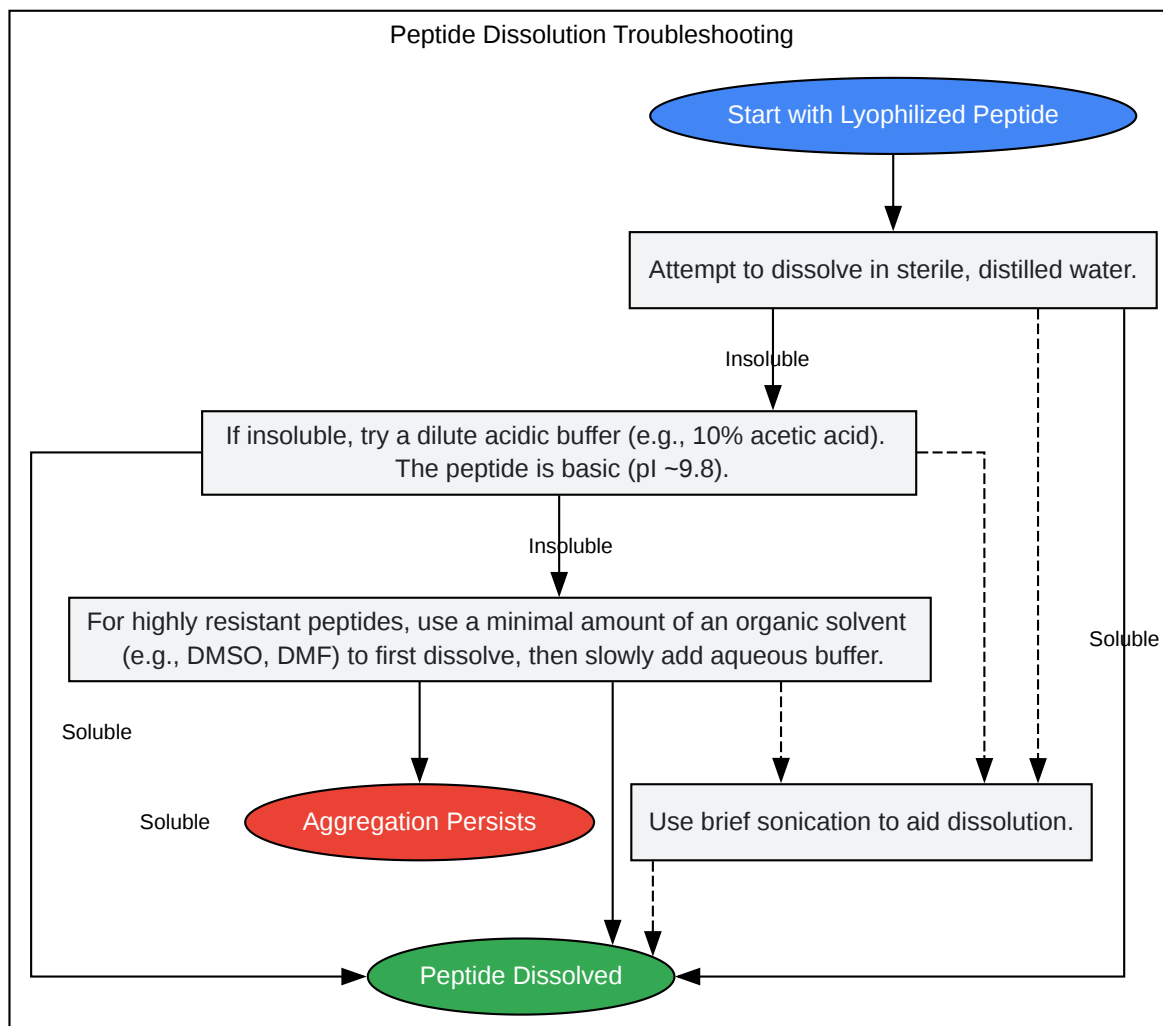 Peptide Dissolution Troubleshooting
Start with Lyophilized Peptide
Attempt to dissolve in sterile, distilled water.
Insoluble
If insoluble, try a dilute acidic buffer (e.g., 10% acetic acid).
The peptide is basic (pI ~9.8).
Insoluble
For highly resistant peptides, use a minimal amount of an organic solvent
(e.g., DMSO, DMF) to first dissolve, then slowly add aqueous buffer.
Soluble
Soluble
Soluble
Aggregation Persists
Use brief sonication to aid dissolution.
Peptide Dissolved